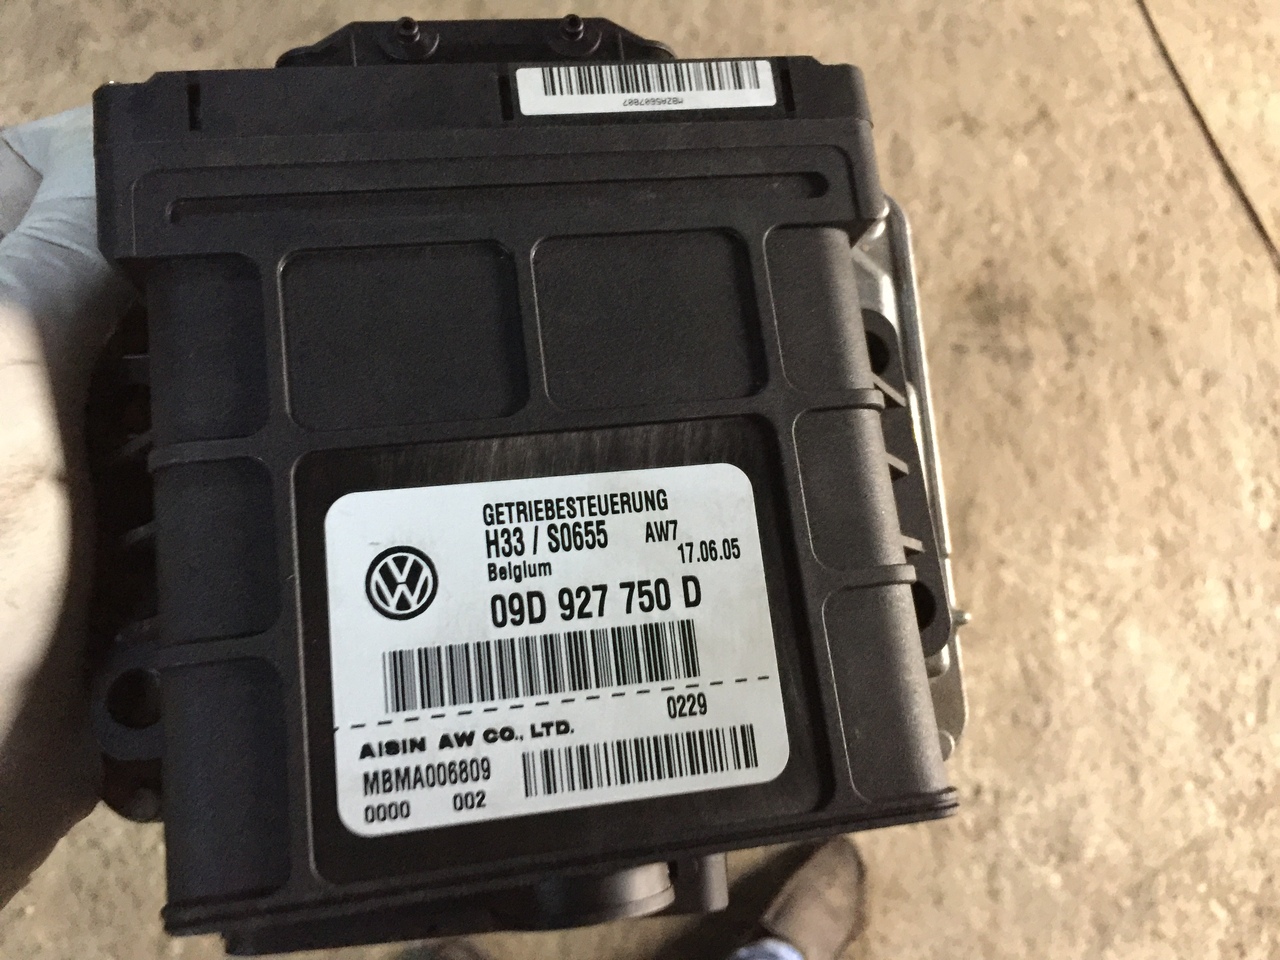 MBZAS607807
GETRIEBESTEUERUNG
H33 / S0655 AW7
17.06.05
Belgium
09D 927 750 D
0229
AISIN AW CO., LTD.
MBMA006809
0000 002